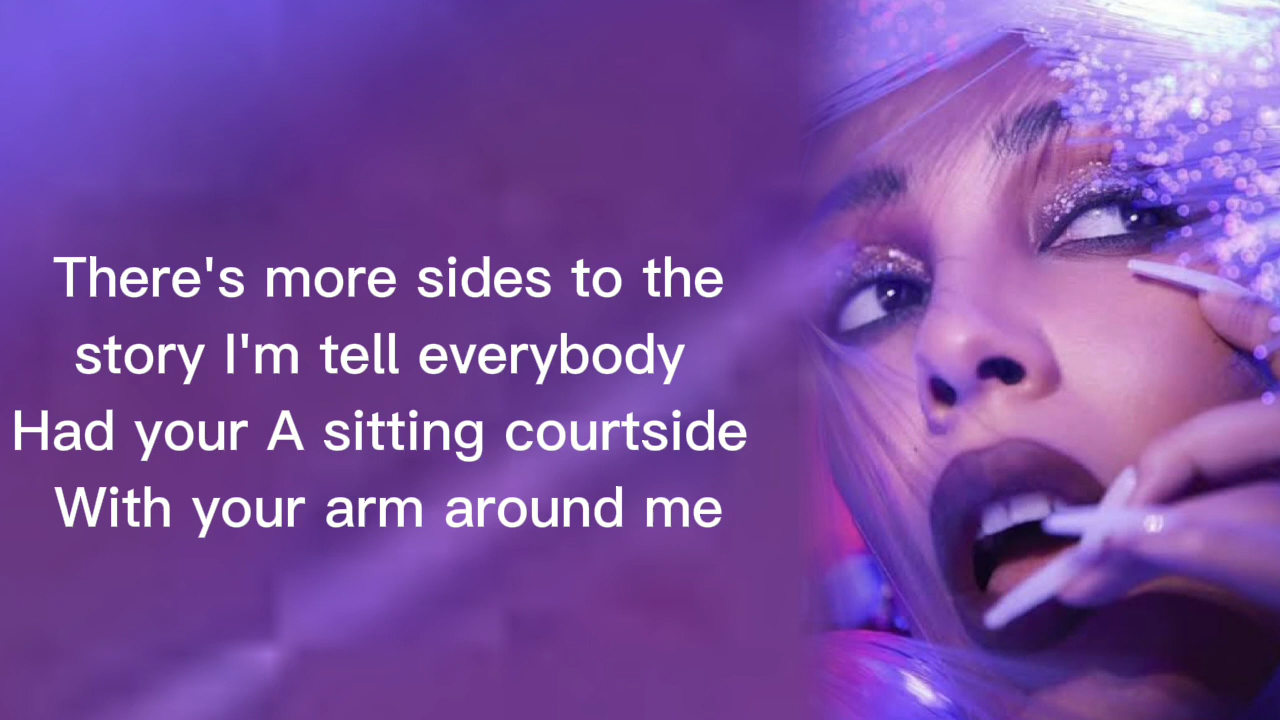 There's more sides to the
story I'm tell everybody
Had your A sitting courtside
With your arm around me